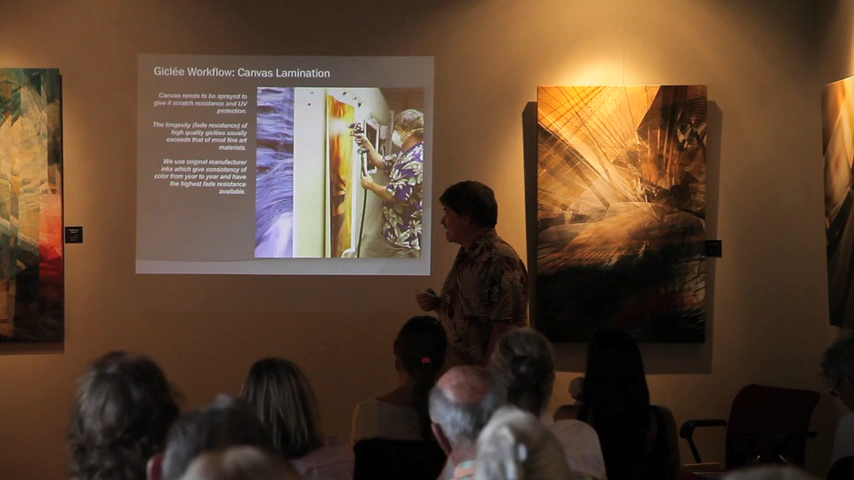 Giclée Workflow: Canvas Lamination
Canvas needs to be sprayed to
give it scratch resistance and UV
protection.
The longevity (fade resistance) of
high quality giclées usually
exceeds that of most fine art
materials.
We use original manufacturer
inks which give consistency of
color from year to year and have
the highest fade resistance
available.